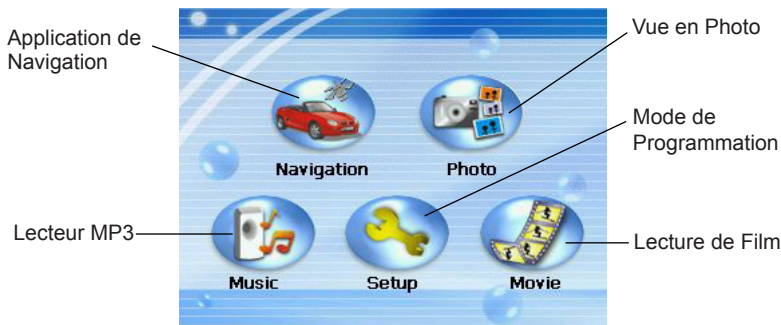 Application de
Navigation
Vue en Photo
Navigation
Photo
Mode de
Programmation
Lecteur MP3
Lecture de Film
Music
Setup
Movie